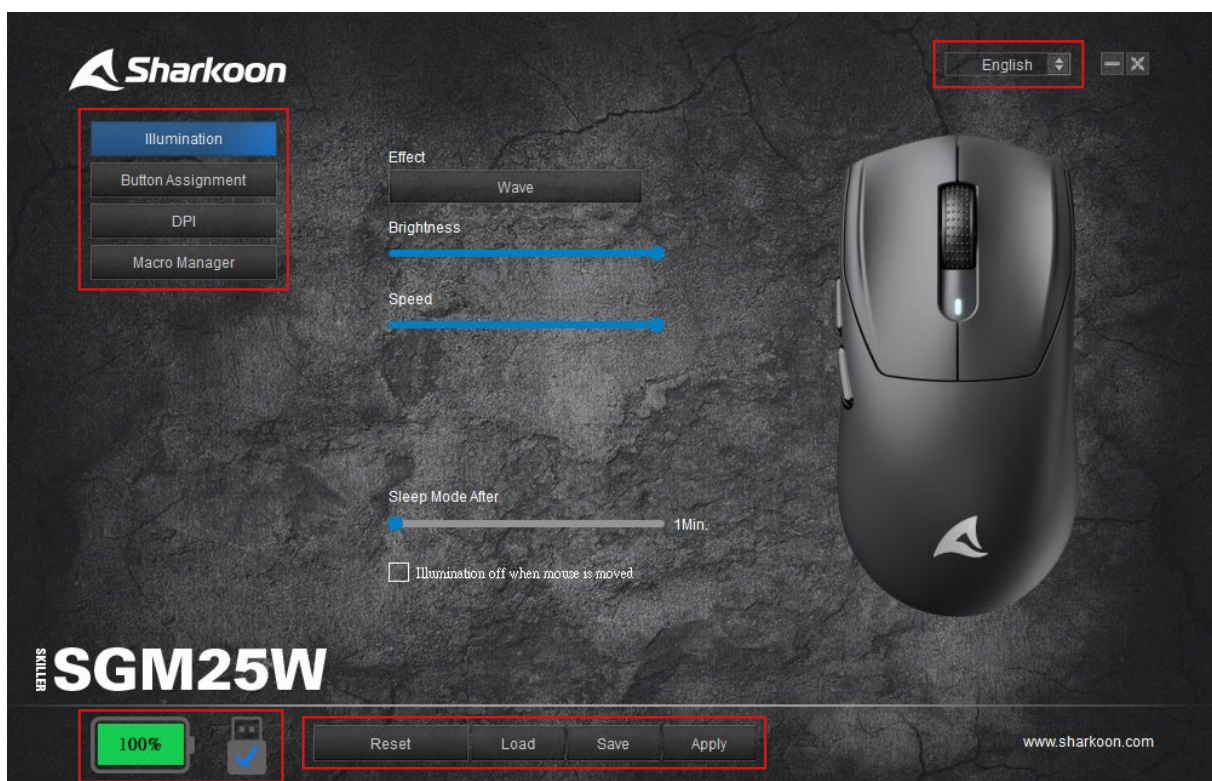 Sharkoon
English
Illumination
Button Assignment
DPI
Macro Manager
Effect
Wave
Brightness
Speed
Sleep Mode After
1Min.
Illumination off when mouse is moved
SKILLER
SGM25W
100%
Reset Load Save Apply
www.sharkoon.com